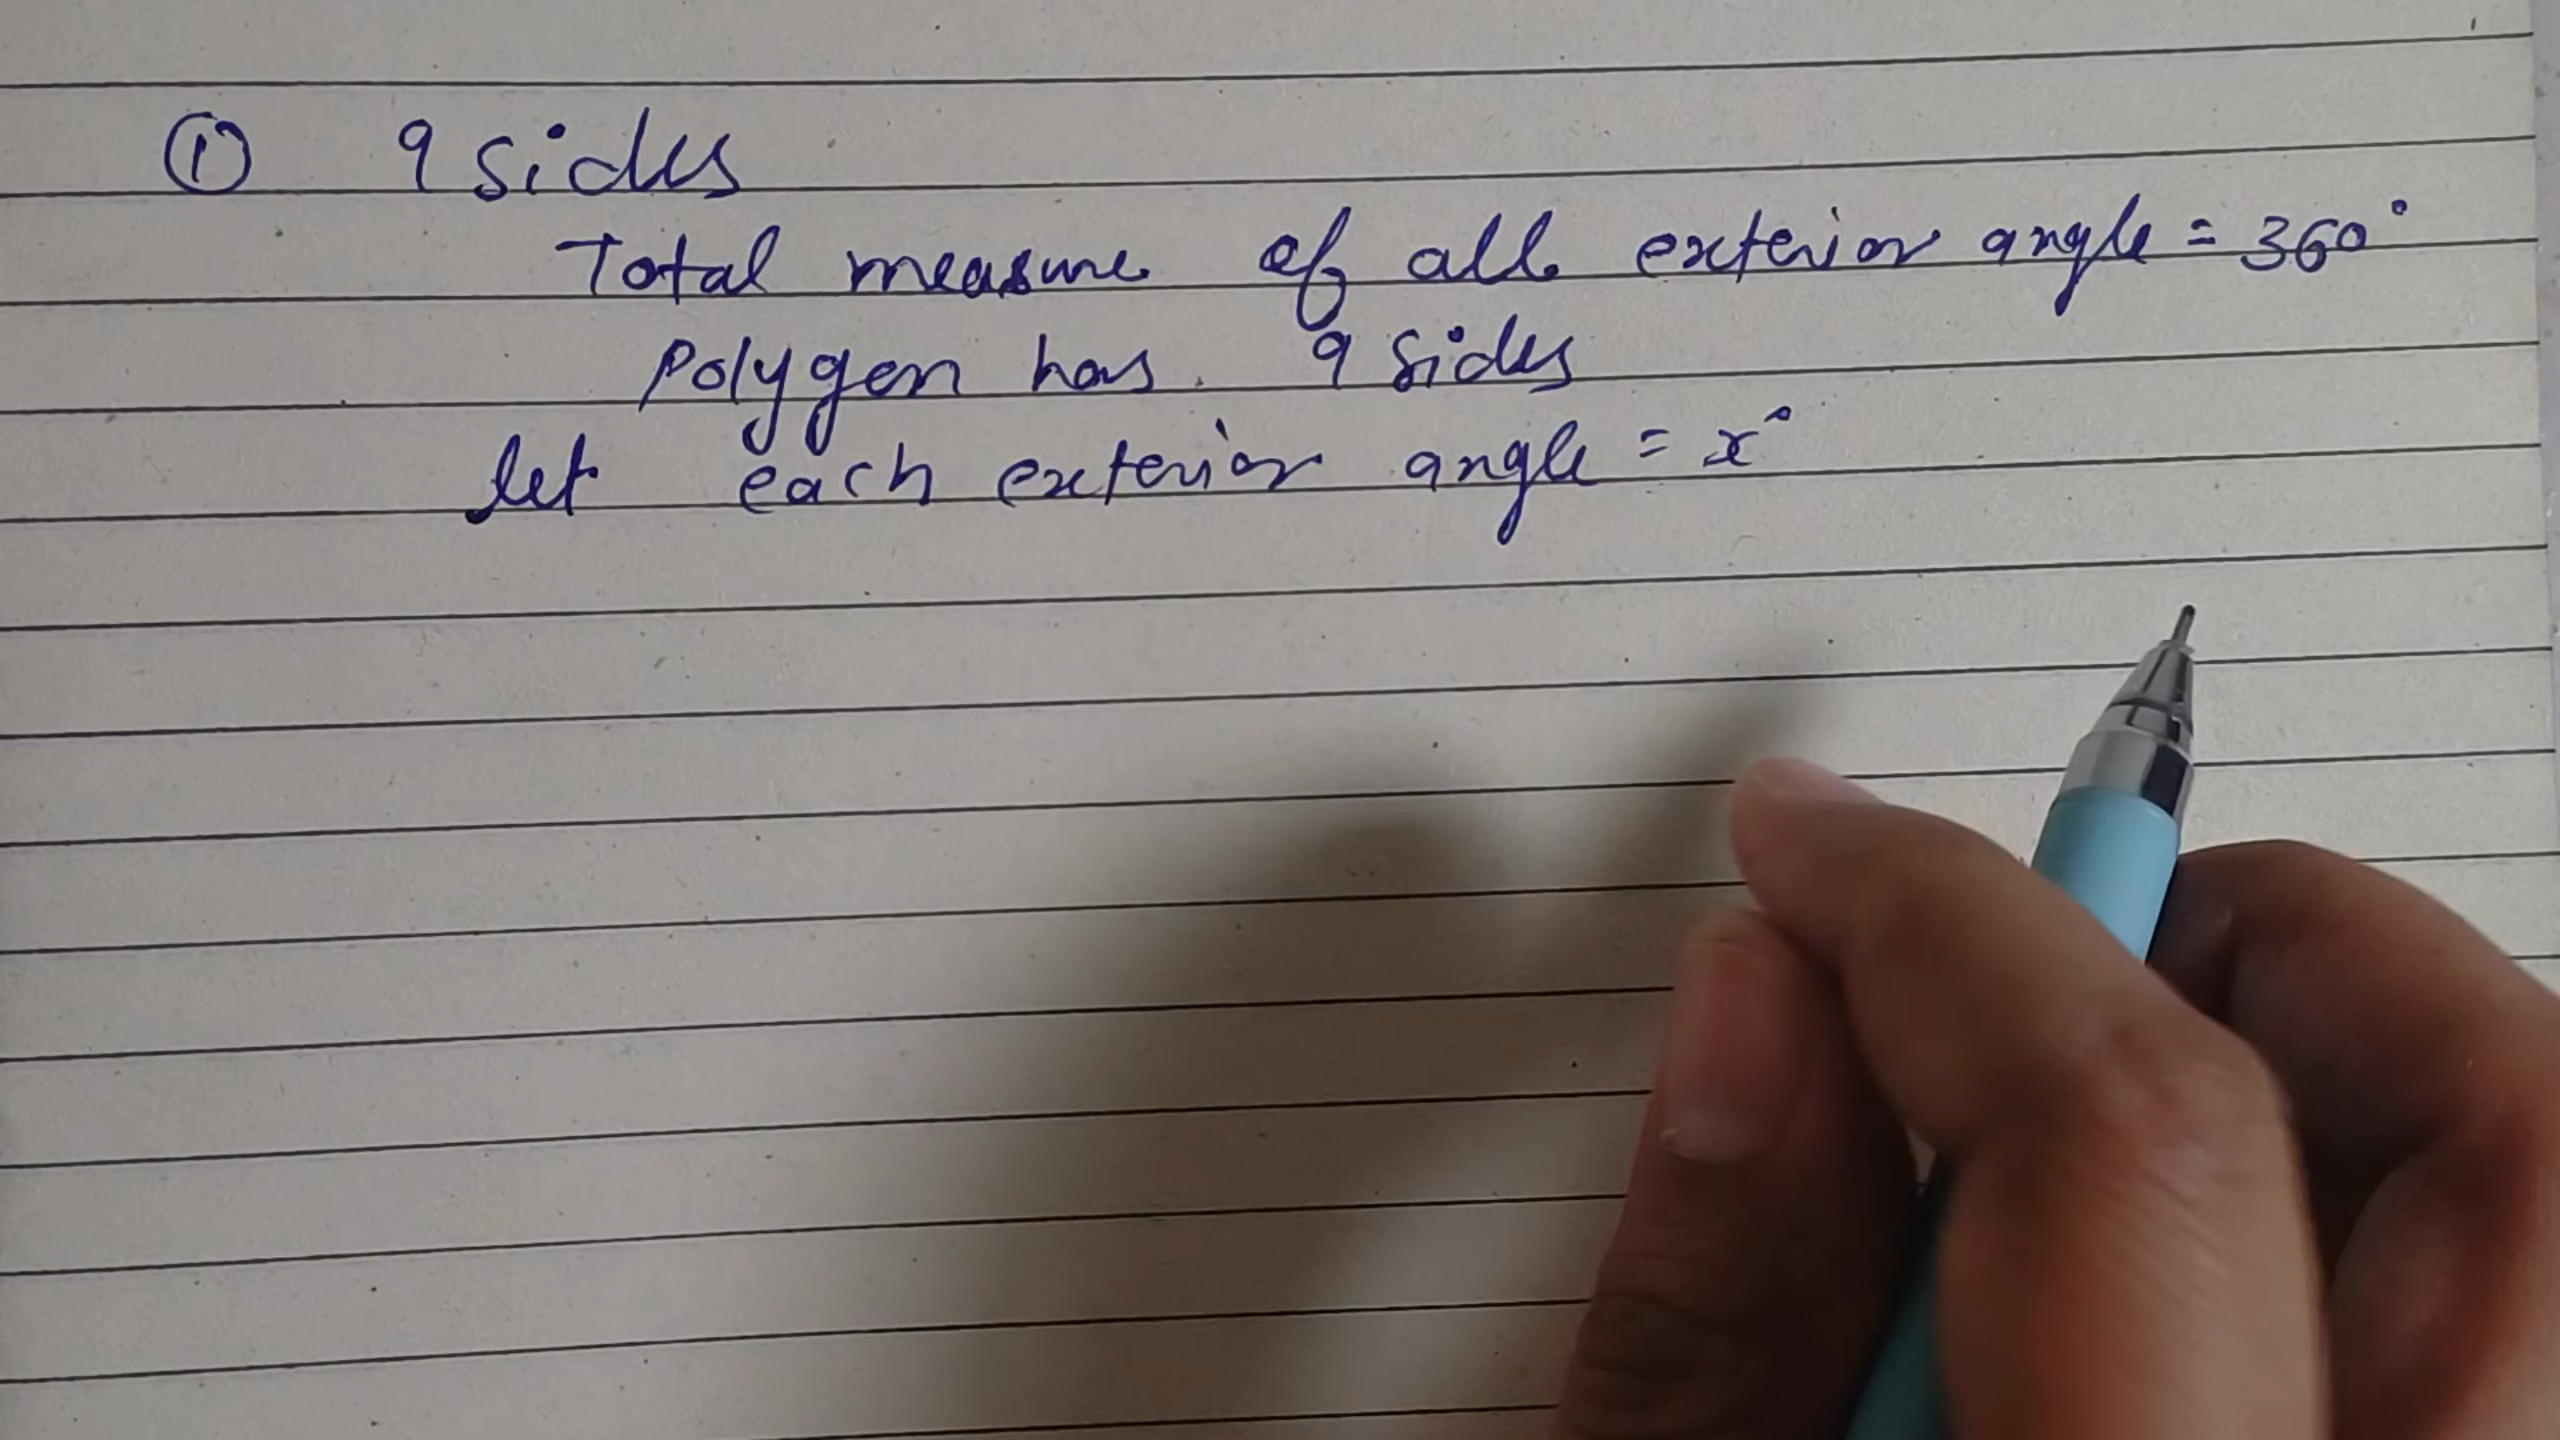 ① 9 sides
Total measure of all exterior angle = 360°
Polygon has 9 sides
let each exterior angle = x°